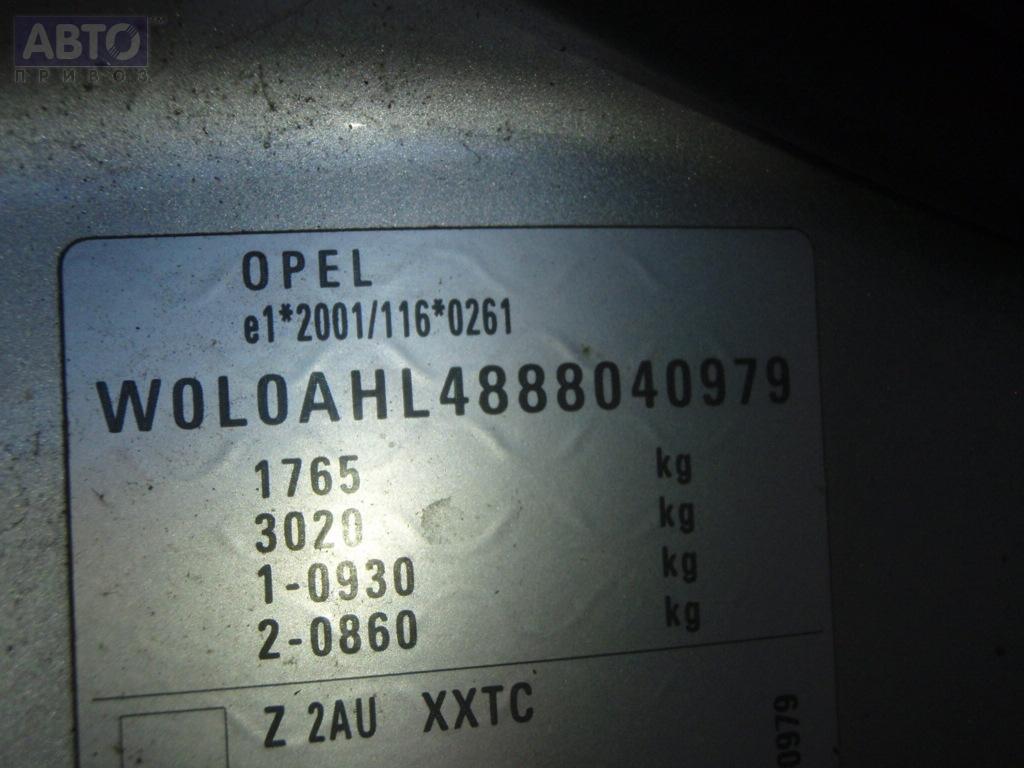 АВТО
ПРИВОЗ
OPEL
e1*2001/116*0261
W0L0AHL4888040979
1765 kg
3020 kg
1-0930 kg
2-0860 kg
Z 2AU XXTC
0979